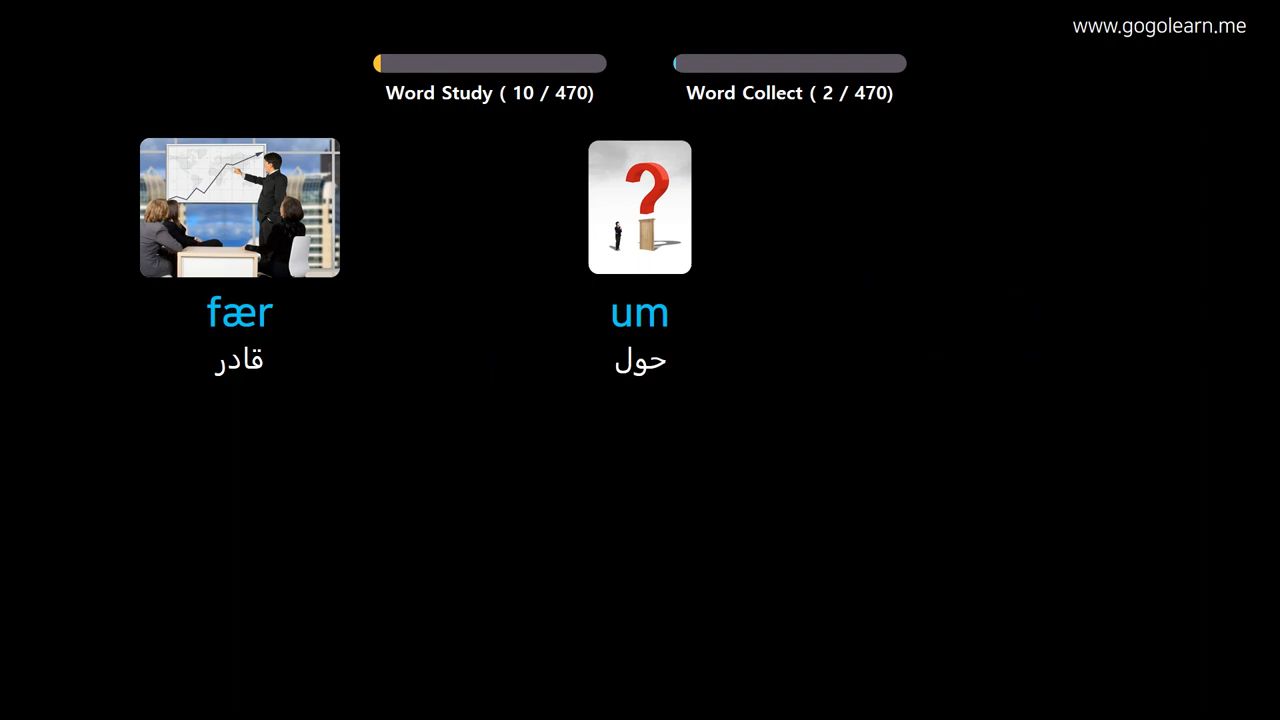 www.gogolearn.me
Word Study ( 10 / 470)
Word Collect ( 2 / 470)
fær
قادر
um
حول